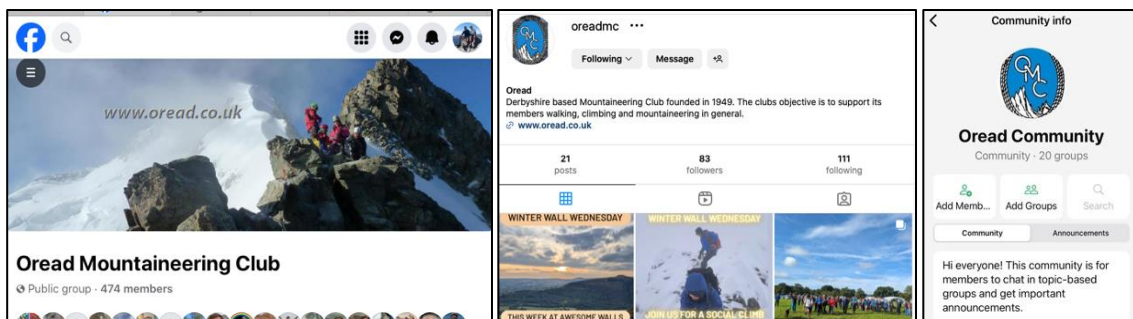 www.oread.co.uk
Oread Mountaineering Club
Public group · 474 members
oreadmc ...
Following
Message
Oread
Derbyshire based Mountaineering Club founded in 1949. The clubs objective is to support its
members walking, climbing and mountaineering in general.
www.oread.co.uk
21
posts
83
followers
111
following
WINTER WALL WEDNESDAY
THIS WEEK AT AWESOME WALLS
WINTER WALL WEDNESDAY
JOIN US FOR A SOCIAL CLIMB
Community info
OMC
Oread Community
Community · 20 groups
Add Memb...
Add Groups
Search
Community
Announcements
Hi everyone! This community is for
members to chat in topic-based
groups and get important
announcements.